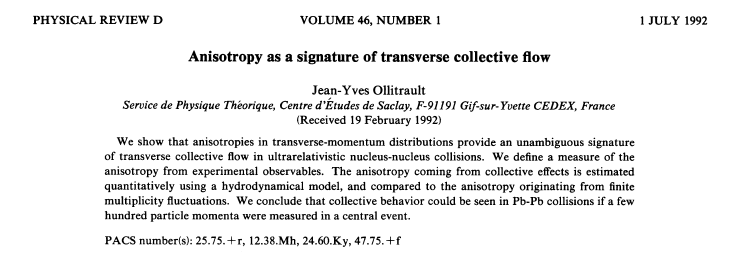 PHYSICAL REVIEW D VOLUME 46, NUMBER 1 1 JULY 1992
Anisotropy as a signature of transverse collective flow
Jean-Yves Ollitrault
Service de Physique Théorique, Centre d'Études de Saclay, F-91191 Gif-sur-Yvette CEDEX, France
(Received 19 February 1992)
We show that anisotropies in transverse-momentum distributions provide an unambiguous signature
of transverse collective flow in ultrarelativistic nucleus-nucleus collisions. We define a measure of the
anisotropy from experimental observables. The anisotropy coming from collective effects is estimated
quantitatively using a hydrodynamical model, and compared to the anisotropy originating from finite
multiplicity fluctuations. We conclude that collective behavior could be seen in Pb-Pb collisions if a few
hundred particle momenta were measured in a central event.
PACS number(s): 25.75.+r, 12.38.Mh, 24.60.Ky, 47.75.+f